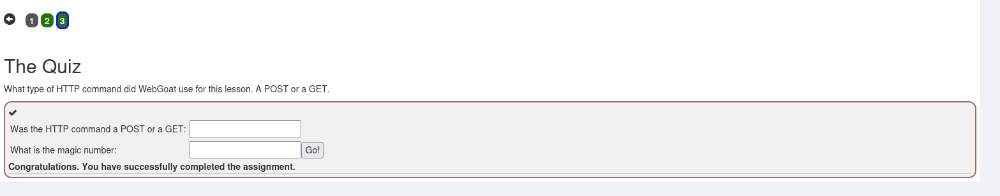 1 2 3
The Quiz
What type of HTTP command did WebGoat use for this lesson. A POST or a GET.
Was the HTTP command a POST or a GET:
What is the magic number: Go!
Congratulations. You have successfully completed the assignment.